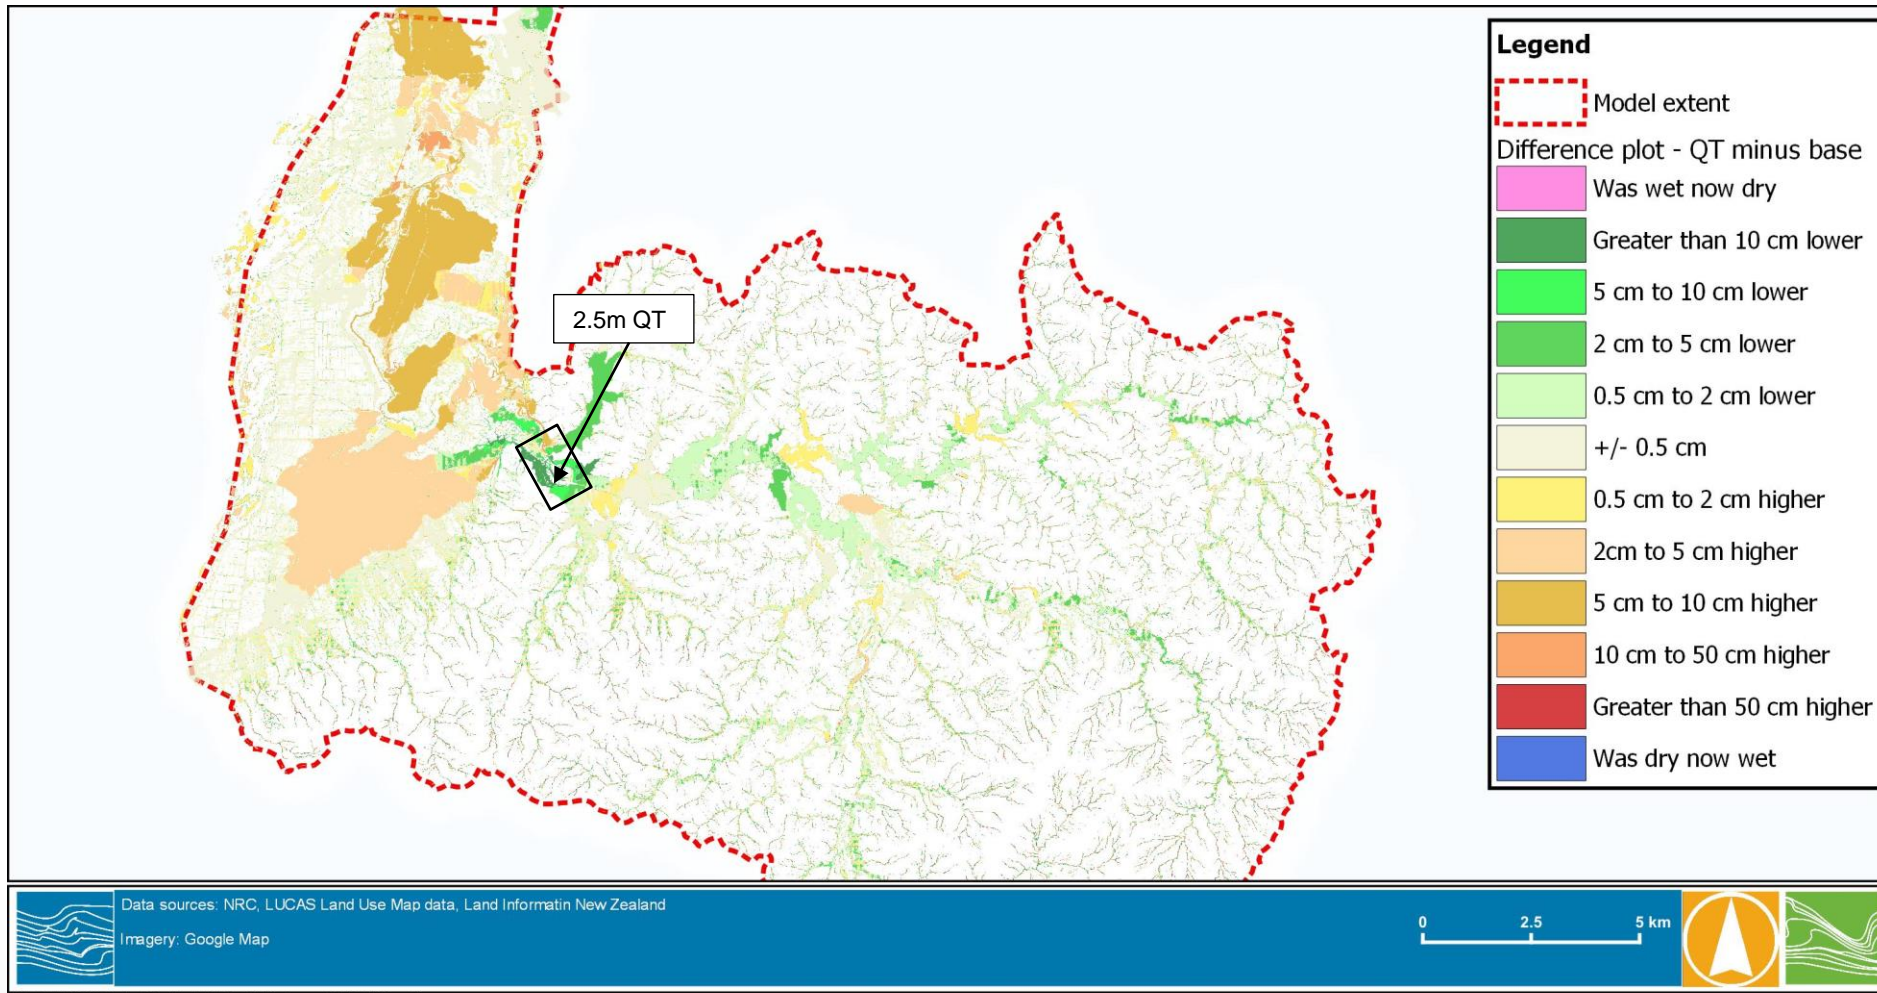 2.5m QT
Legend
Model extent
Difference plot - QT minus base
Was wet now dry
Greater than 10 cm lower
5 cm to 10 cm lower
2 cm to 5 cm lower
0.5 cm to 2 cm lower
+/- 0.5 cm
0.5 cm to 2 cm higher
2cm to 5 cm higher
5 cm to 10 cm higher
10 cm to 50 cm higher
Greater than 50 cm higher
Was dry now wet
Data sources: NRC, LUCAS Land Use Map data, Land Informatin New Zealand
Imagery: Google Map
0 2.5 5 km